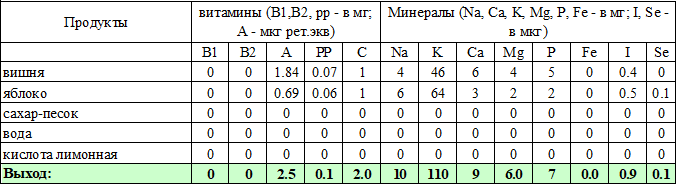 Продукты
витамины (B1,B2, pp - в мг;
A - мкг рет.экв)
Минералы (Na, Ca, K, Mg, P, Fe - в мг; I, Se -
в мкг)
B1 B2 A PP C Na K Ca Mg P Fe I Se
вишня 0 0 1.84 0.07 1 4 46 6 4 5 0 0.4 0
яблоко 0 0 0.69 0.06 1 6 64 3 2 2 0 0.5 0.1
сахар-песок 0 0 0 0 0 0 0 0 0 0 0 0 0
вода 0 0 0 0 0 0 0 0 0 0 0 0 0
кислота лимонная 0 0 0 0 0 0 0 0 0 0 0 0 0
Выход: 0 0 2.5 0.1 2.0 10 110 9 6.0 7 0.0 0.9 0.1